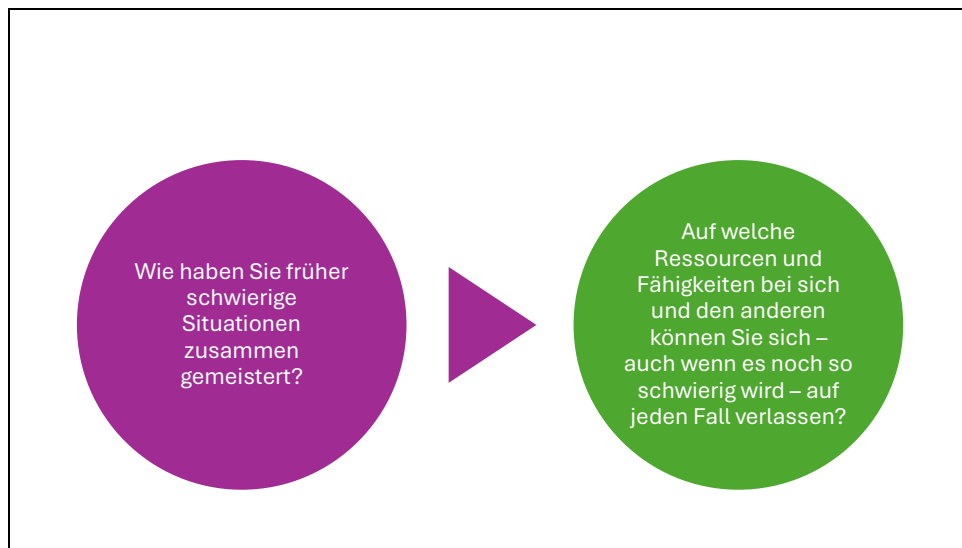 Wie haben Sie früher
schwierige
Situationen
zusammen
gemeistert?
Auf welche
Ressourcen und
Fähigkeiten bei sich
und den anderen
können Sie sich –
auch wenn es noch so
schwierig wird – auf
jeden Fall verlassen?